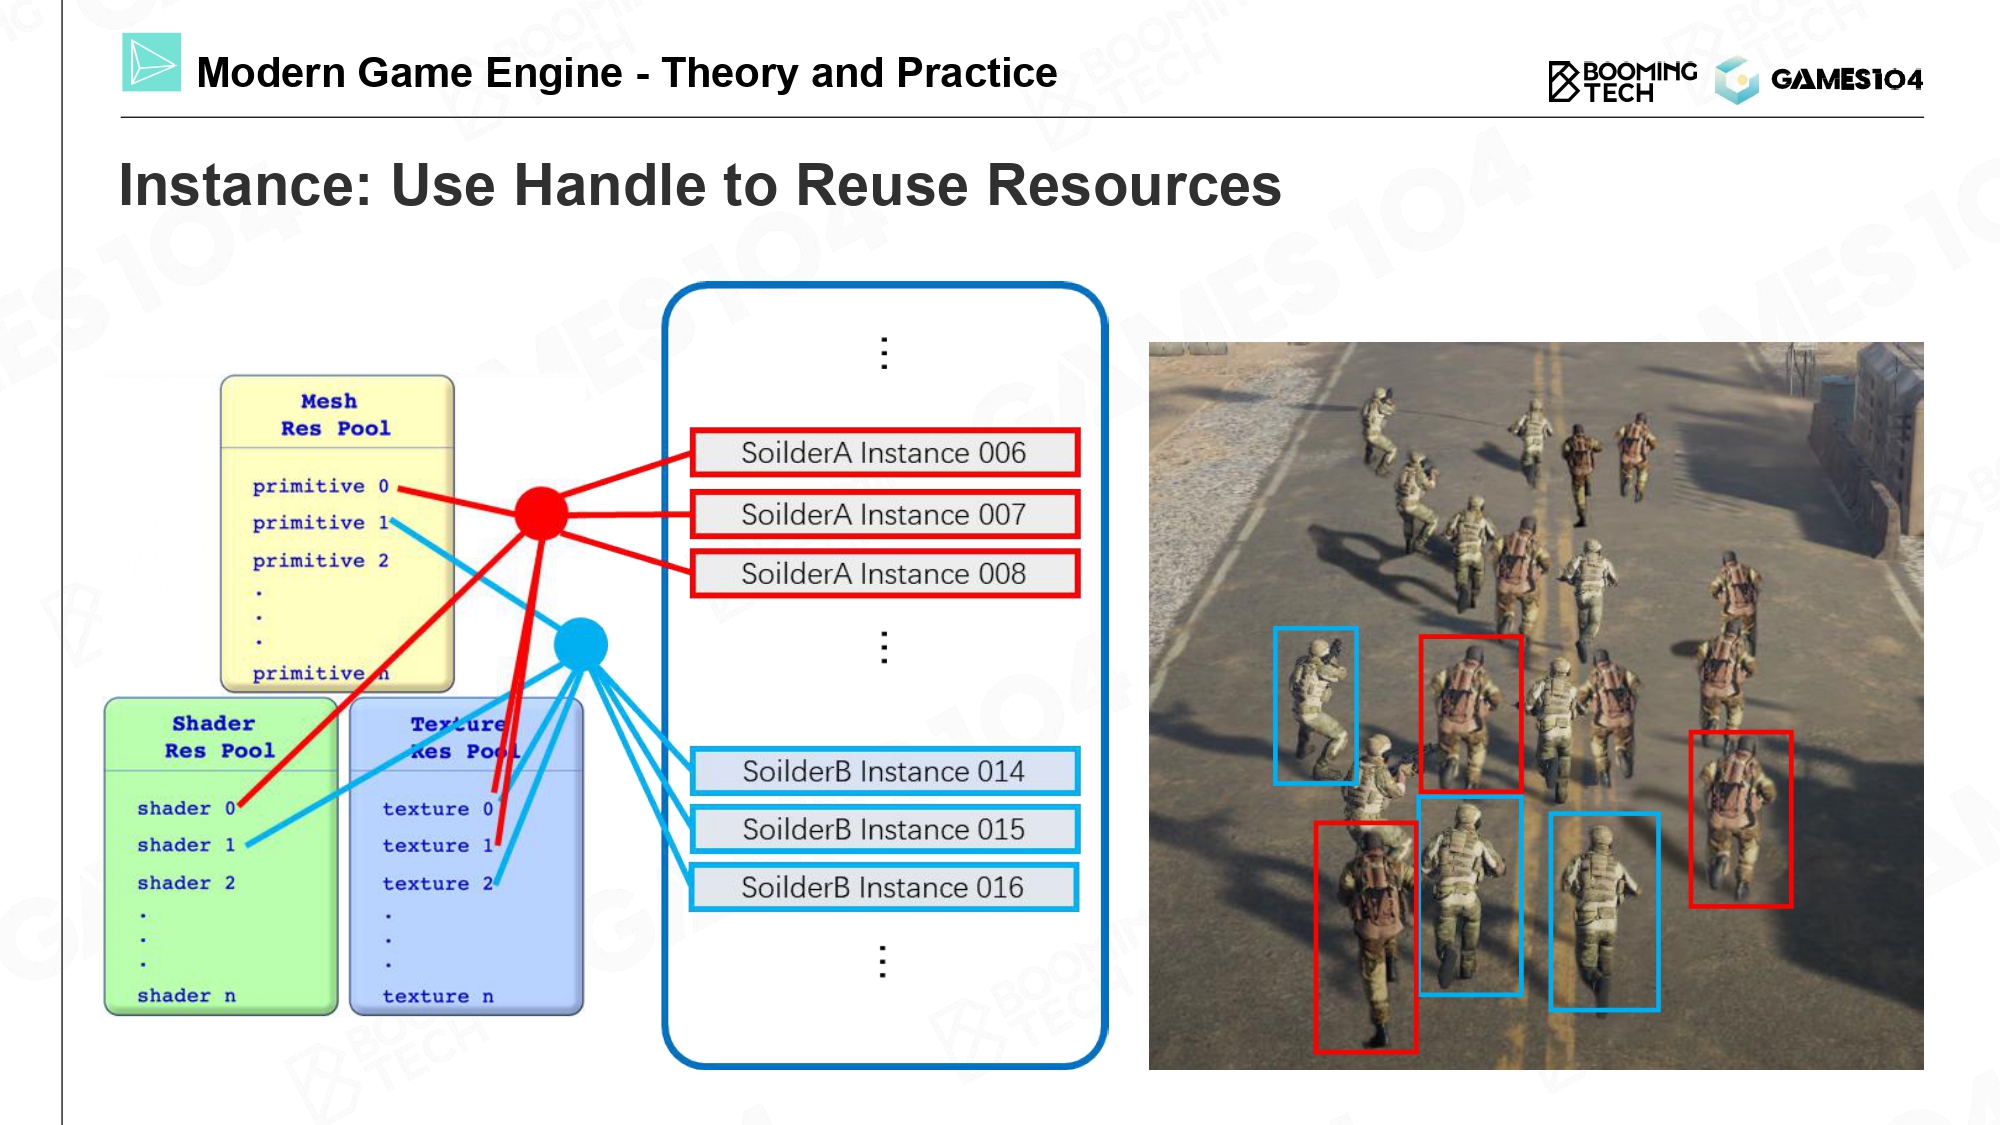 Modern Game Engine - Theory and Practice
BOOMING
TECH
GAMES104
Instance: Use Handle to Reuse Resources
Mesh
Res Pool
primitive 0
primitive 1
primitive 2
.
.
.
primitive n
Shader
Res Pool
shader 0
shader 1
shader 2
.
.
.
shader n
Texture
Res Pool
texture 0
texture 1
texture 2
.
.
.
texture n
⋮
SoilderA Instance 006
SoilderA Instance 007
SoilderA Instance 008
⋮
SoilderB Instance 014
SoilderB Instance 015
SoilderB Instance 016
⋮